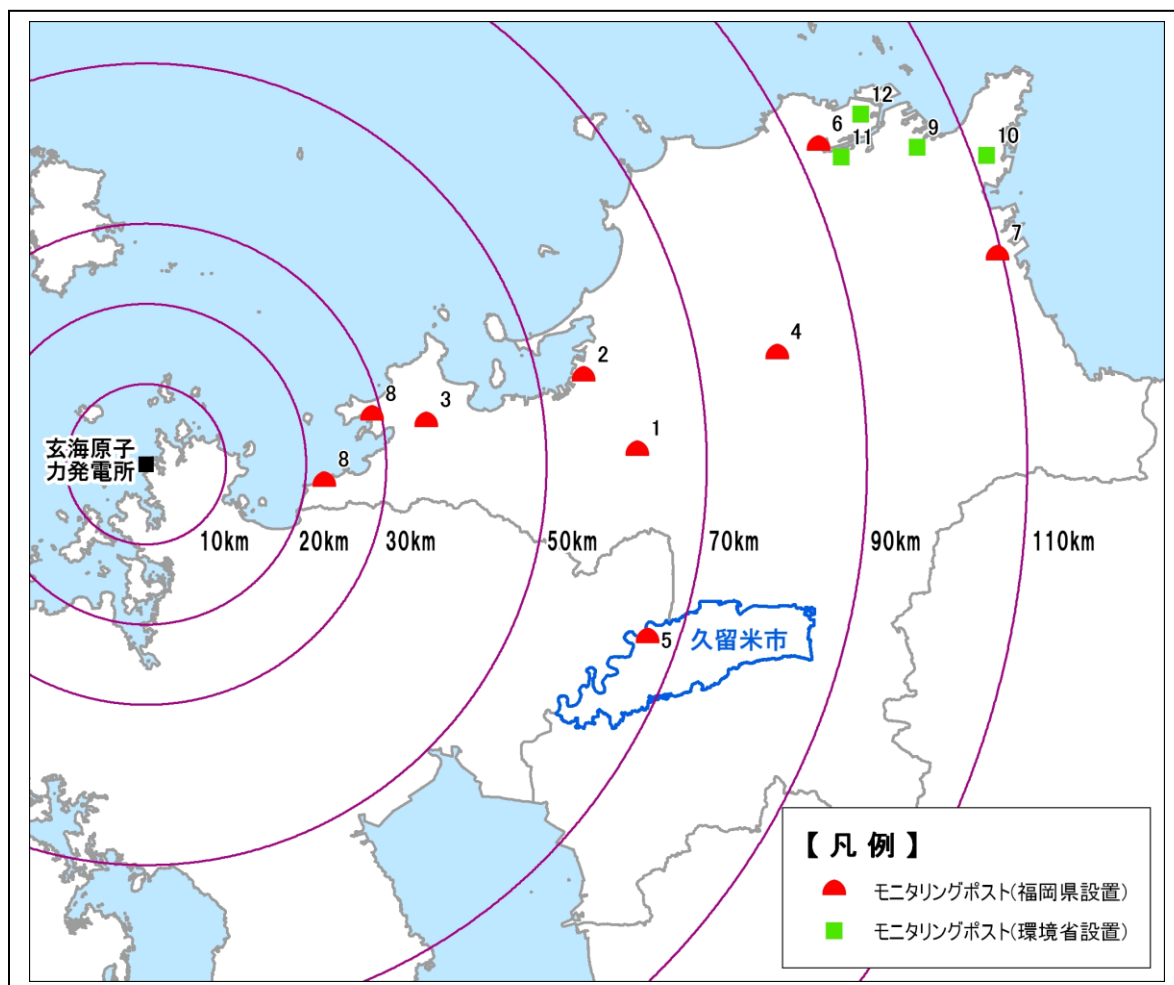 12
6
11
9
10
7
4
2
8
3
1
玄海原子
力発電所
8
10km
20km
30km
50km
70km
90km
110km
5
久留米市
【 凡 例 】
モニタリングポスト(福岡県設置)
モニタリングポスト(環境省設置)